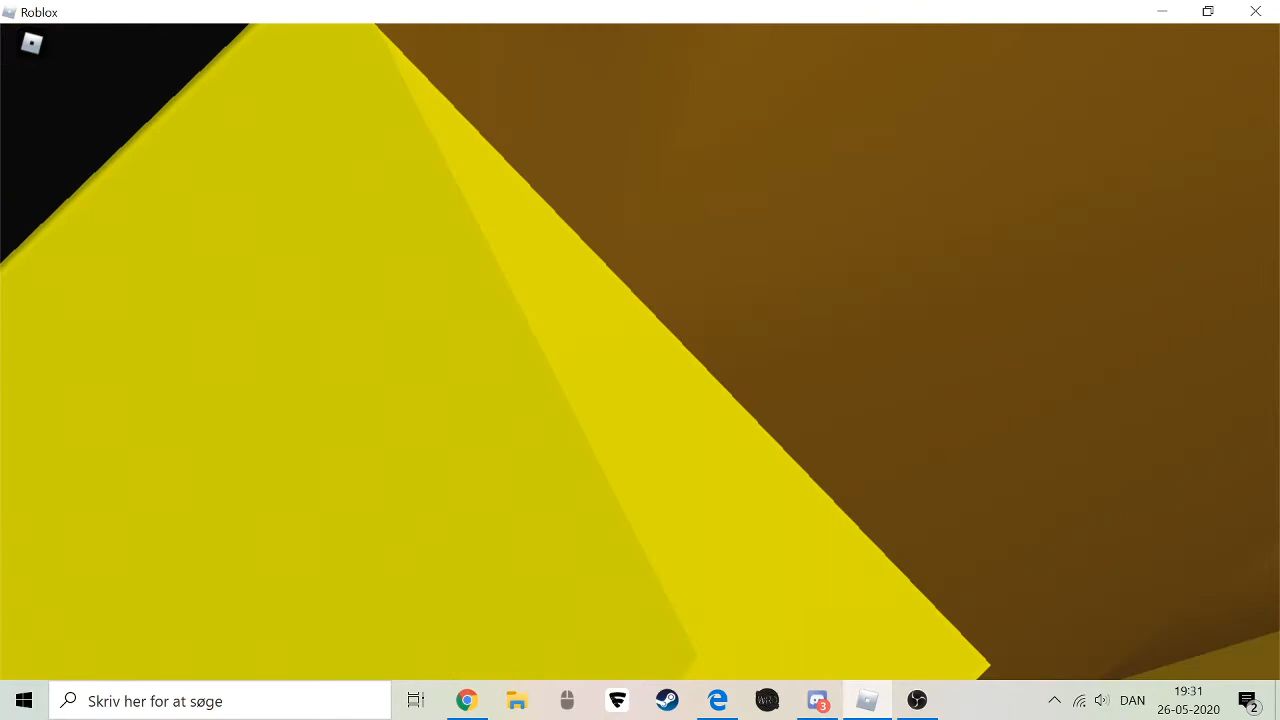 Roblox
Skriv her for at søge
3
DAN
19:31
26-05-2020
2